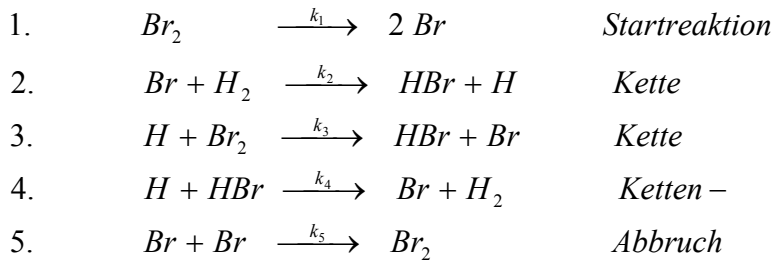 1. Br₂ —k₁→ 2 Br Startreaktion
2. Br + H₂ —k₂→ HBr + H Kette
3. H + Br₂ —k₃→ HBr + Br Kette
4. H + HBr —k₄→ Br + H₂ Ketten –
5. Br + Br —k₅→ Br₂ Abbruch